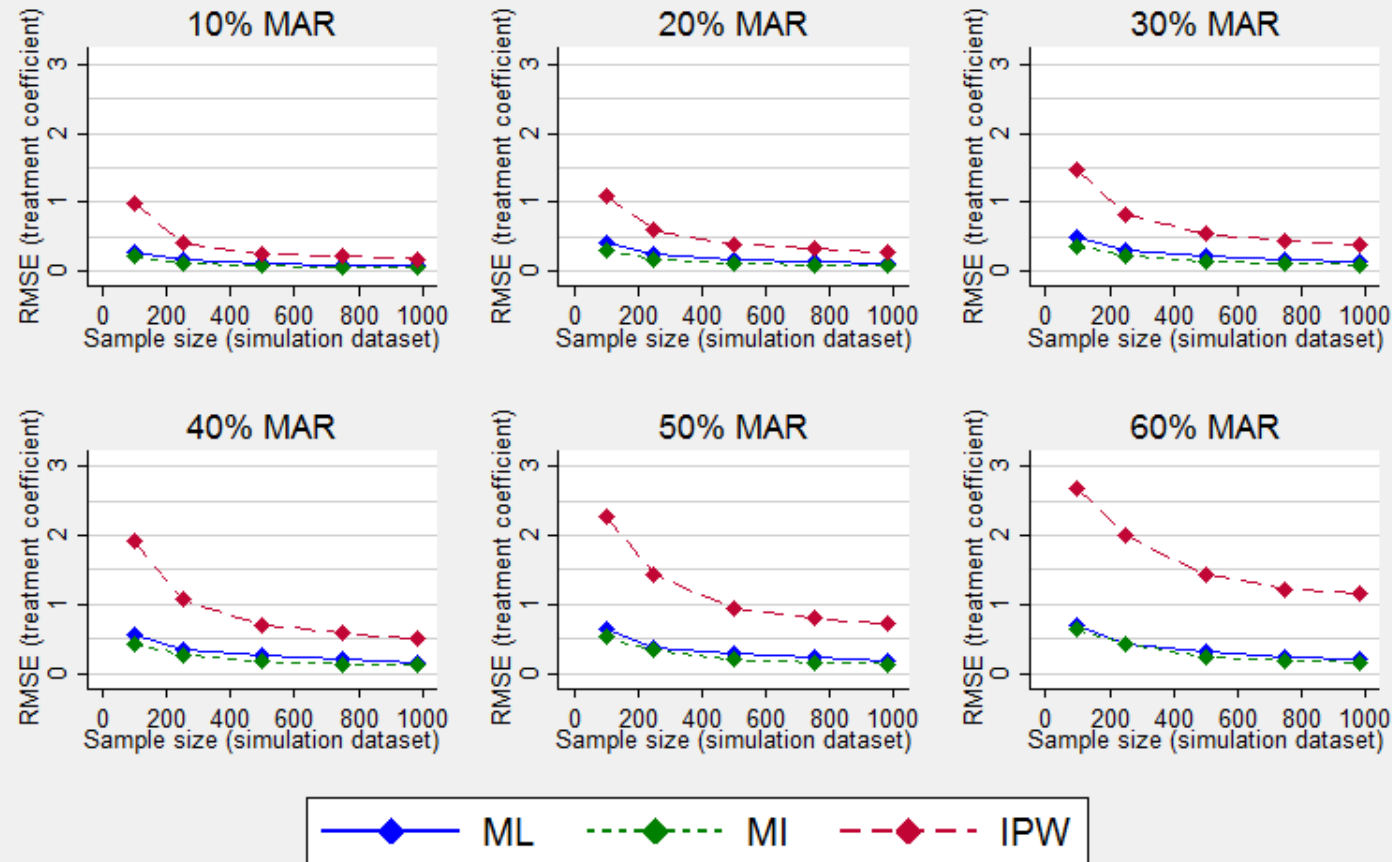 10% MAR
20% MAR
30% MAR
RMSE (treatment coefficient)
3
2
1
0
0 200 400 600 800 1000
Sample size (simulation dataset)
RMSE (treatment coefficient)
3
2
1
0
0 200 400 600 800 1000
Sample size (simulation dataset)
RMSE (treatment coefficient)
3
2
1
0
0 200 400 600 800 1000
Sample size (simulation dataset)
40% MAR
50% MAR
60% MAR
RMSE (treatment coefficient)
3
2
1
0
0 200 400 600 800 1000
Sample size (simulation dataset)
RMSE (treatment coefficient)
3
2
1
0
0 200 400 600 800 1000
Sample size (simulation dataset)
RMSE (treatment coefficient)
3
2
1
0
0 200 400 600 800 1000
Sample size (simulation dataset)
ML MI IPW